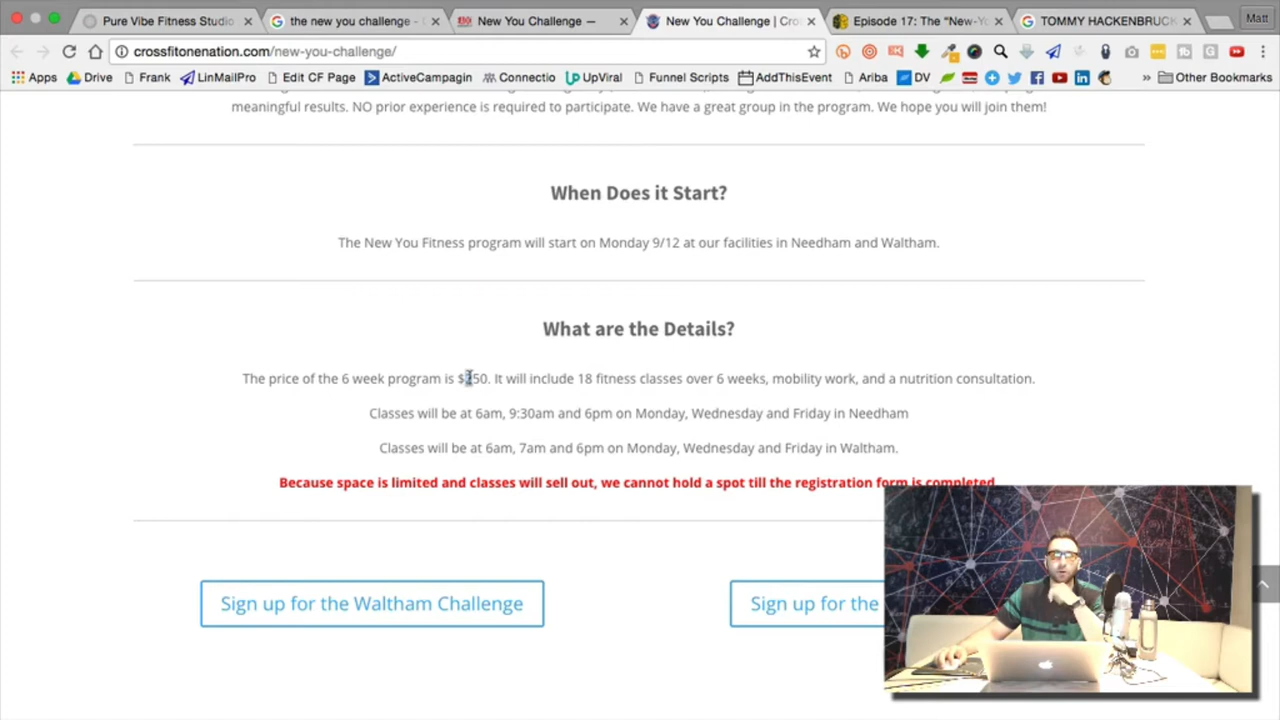 Pure Vibe Fitness Studio
the new you challenge - G
New You Challenge —
New You Challenge | Cro
Episode 17: The "New-Yo
TOMMY HACKENBRUCK
Matt
crossfitonenation.com/new-you-challenge/
Apps Drive Frank LinMailPro Edit CF Page ActiveCampagin Connectio UpViral Funnel Scripts AddThisEvent Ariba DV » Other Bookmarks
meaningful results. NO prior experience is required to participate. We have a great group in the program. We hope you will join them!
When Does it Start?
The New You Fitness program will start on Monday 9/12 at our facilities in Needham and Waltham.
What are the Details?
The price of the 6 week program is $250. It will include 18 fitness classes over 6 weeks, mobility work, and a nutrition consultation.
Classes will be at 6am, 9:30am and 6pm on Monday, Wednesday and Friday in Needham
Classes will be at 6am, 7am and 6pm on Monday, Wednesday and Friday in Waltham.
Because space is limited and classes will sell out, we cannot hold a spot till the registration form is completed
Sign up for the Waltham Challenge
Sign up for the